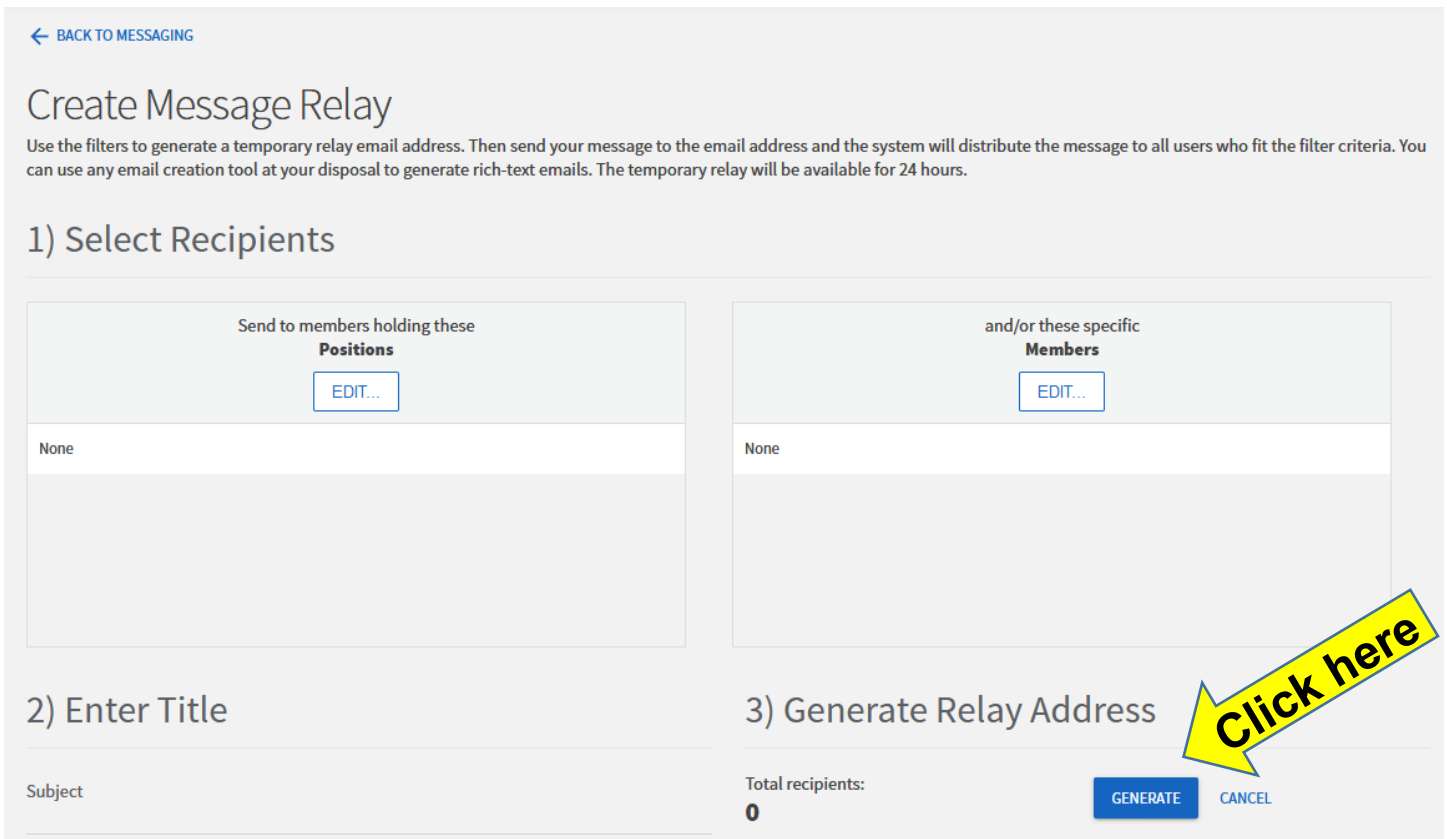 ← BACK TO MESSAGING
Create Message Relay
Use the filters to generate a temporary relay email address. Then send your message to the email address and the system will distribute the message to all users who fit the filter criteria. You
can use any email creation tool at your disposal to generate rich-text emails. The temporary relay will be available for 24 hours.
1) Select Recipients
Send to members holding these
Positions
EDIT...
None
and/or these specific
Members
EDIT...
None
2) Enter Title
Subject
3) Generate Relay Address
Click here
Total recipients:
0
GENERATE
CANCEL